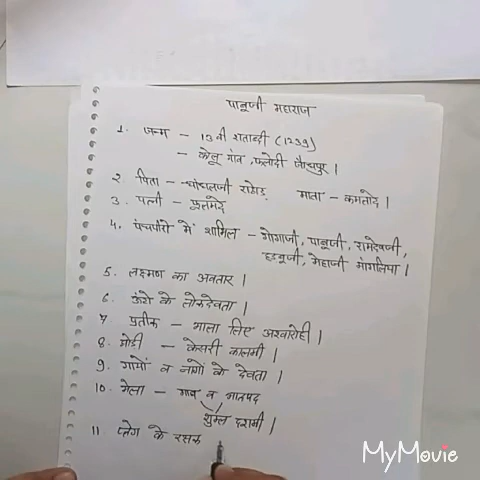 पाबूजी महाराज
1. जन्म - 13 वी शताब्दी (1239)
- कोलू गांव, फलोदी जोधपुर।
2. पिता - धांधलजी राठौड़. माता - कमलादे।
3. पत्नी - फूलमदे
4. पंचपीरो में शामिल - गोगाजी, पाबूजी, रामदेवजी,
हडबूजी, मेहाजी मांगलिया।
5. लक्ष्मण का अवतार।
6. ऊंटो के लोकदेवता।
7 प्रतीक - भाला लिए अश्वारोही।
8. घोड़ी - केसरी कालमी।
9. गायों व नागों के देवता।
10. मेला - माघ व भाद्रपद
शुक्ल दशमी।
11. प्लेग के रक्षक
MyMovie